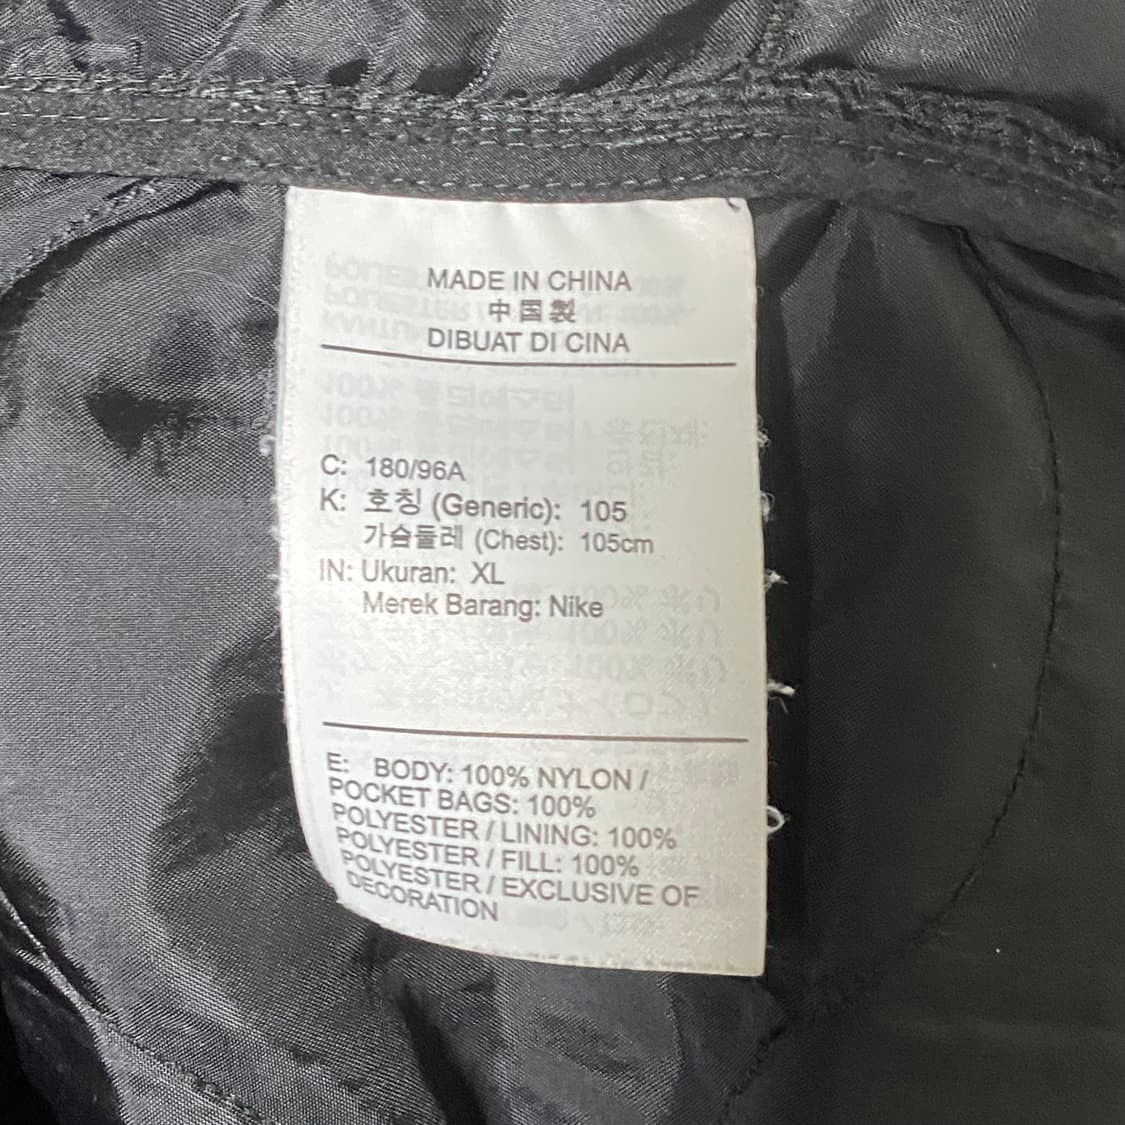 MADE IN CHINA
中国製
DIBUAT DI CINA
C: 180/96A
K: 호칭 (Generic): 105
가슴둘레 (Chest): 105cm
IN: Ukuran: XL
Merek Barang: Nike
E: BODY: 100% NYLON /
POCKET BAGS: 100%
POLYESTER / LINING: 100%
POLYESTER / FILL: 100%
POLYESTER / EXCLUSIVE OF
DECORATION